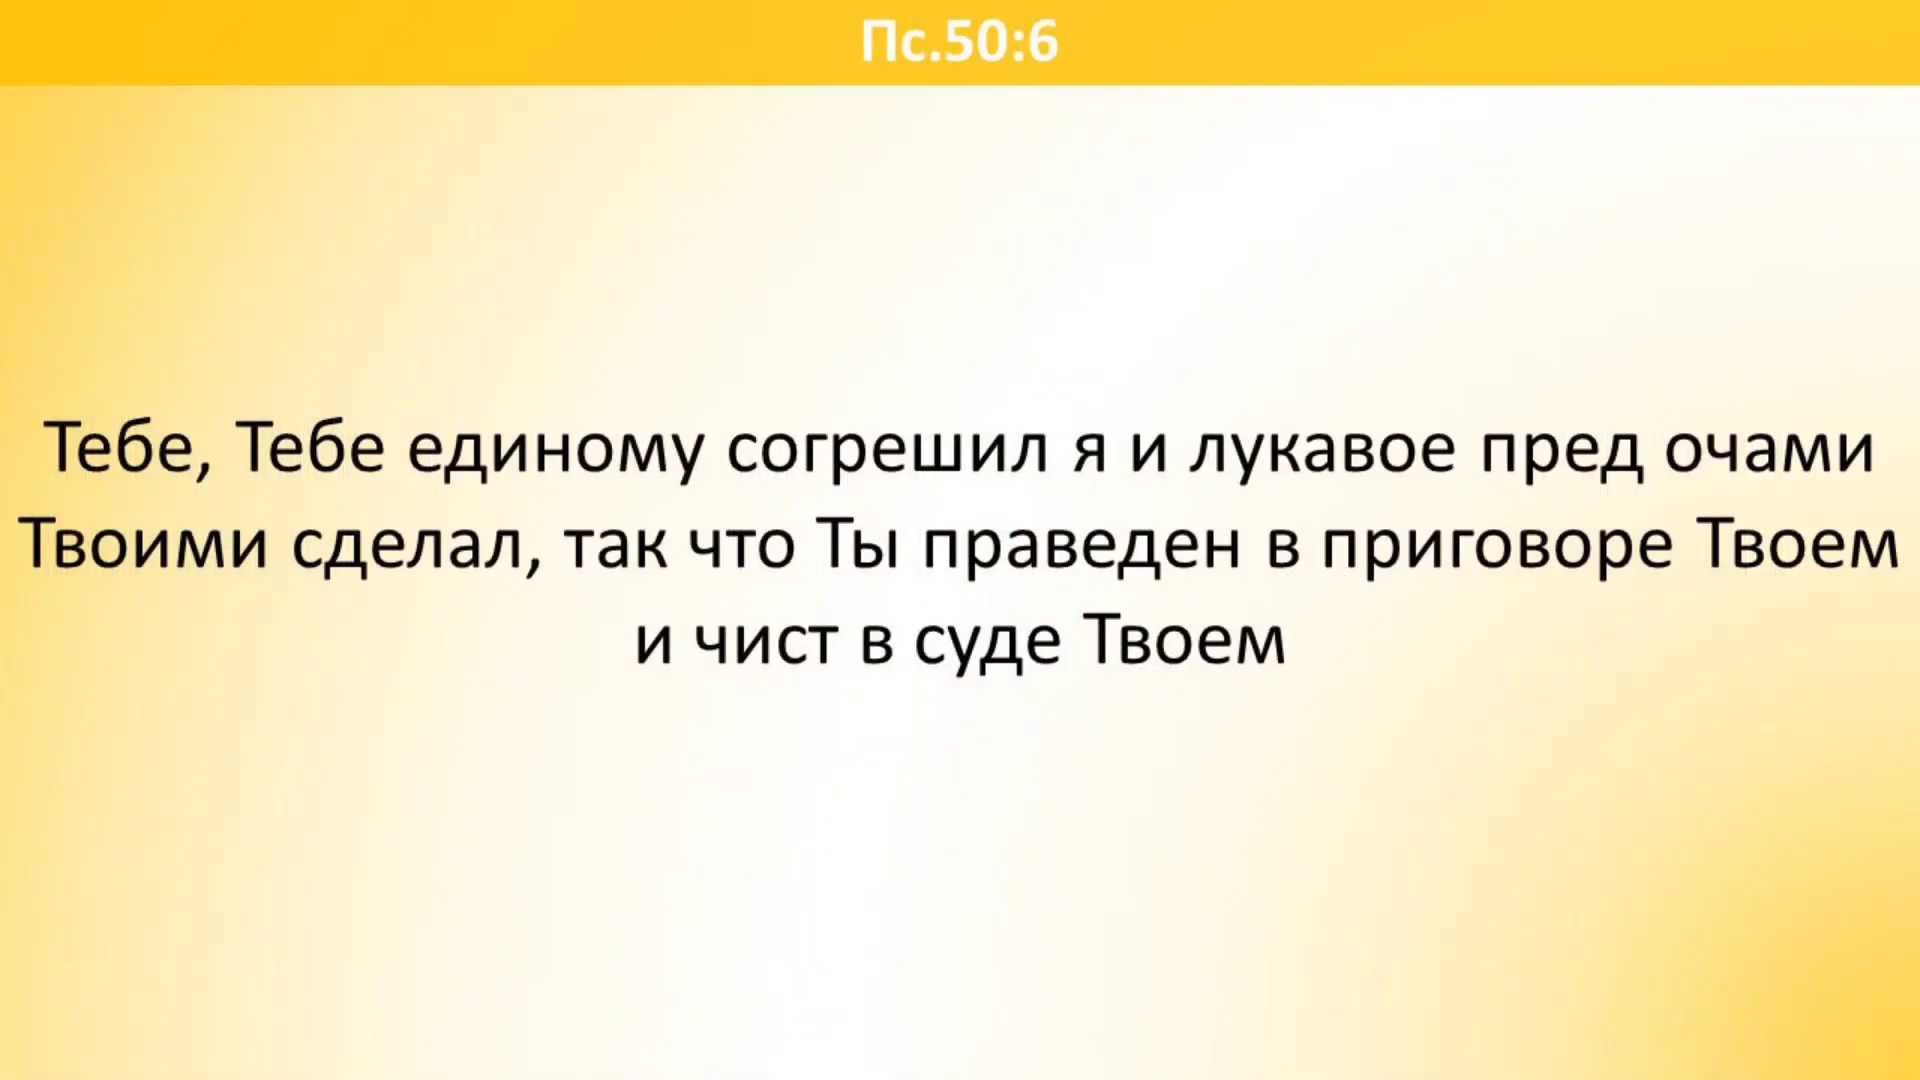 Пс.50:6
Тебе, Тебе единому согрешил я и лукавое пред очами
Твоими сделал, так что Ты праведен в приговоре Твоем
и чист в суде Твоем